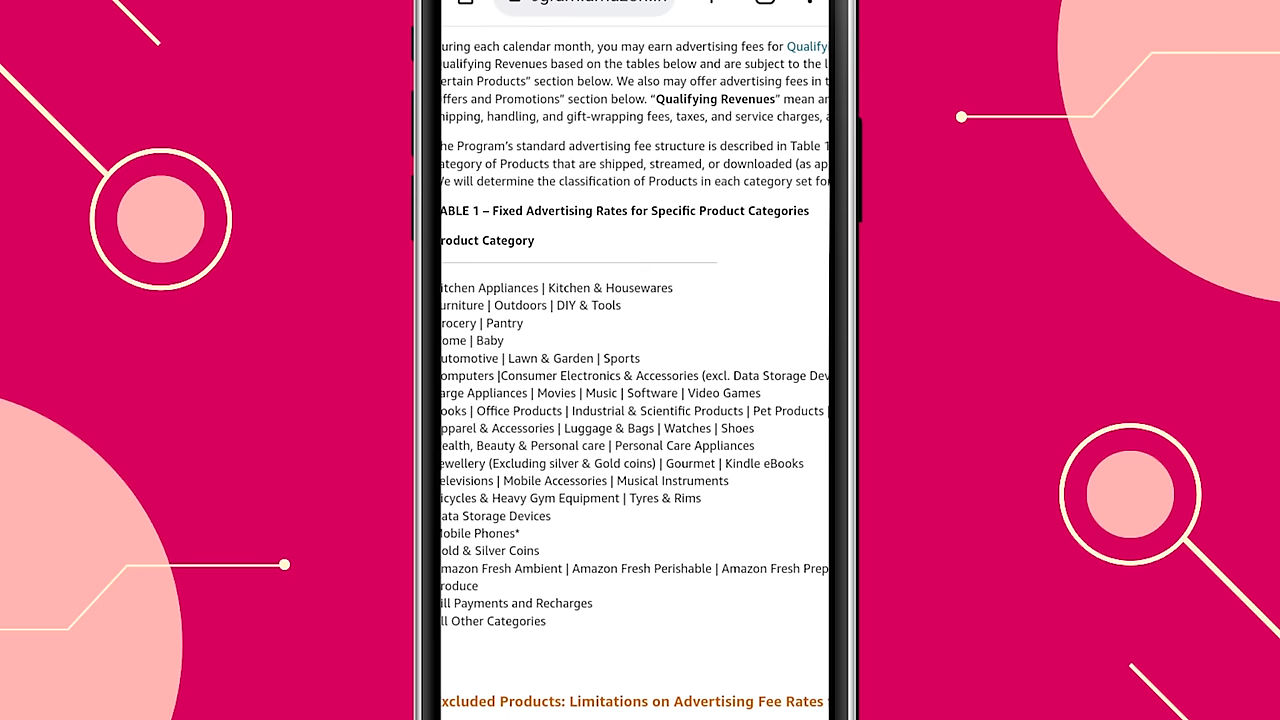 uring each calendar month, you may earn advertising fees for Qualify
ualifying Revenues based on the tables below and are subject to the l
ertain Products” section below. We also may offer advertising fees in t
ffers and Promotions” section below. “Qualifying Revenues” mean
hipping, handling, and gift-wrapping fees, taxes, and service charges,
he Program’s standard advertising fee structure is described in Table 1
ategory of Products that are shipped, streamed, or downloaded (as ap
e will determine the classification of Products in each category set for
ABLE 1 – Fixed Advertising Rates for Specific Product Categories
roduct Category
itchen Appliances | Kitchen & Housewares
urniture | Outdoors | DIY & Tools
rocery | Pantry
ome | Baby
utomotive | Lawn & Garden | Sports
omputers |Consumer Electronics & Accessories (excl. Data Storage Dev
arge Appliances | Movies | Music | Software | Video Games
ooks | Office Products | Industrial & Scientific Products | Pet Products |
pparel & Accessories | Luggage & Bags | Watches | Shoes
ealth, Beauty & Personal care | Personal Care Appliances
ewellery (Excluding silver & Gold coins) | Gourmet | Kindle eBooks
elevisions | Mobile Accessories | Musical Instruments
icycles & Heavy Gym Equipment | Tyres & Rims
ata Storage Devices
obile Phones*
old & Silver Coins
mazon Fresh Ambient | Amazon Fresh Perishable | Amazon Fresh Prep
roduce
ill Payments and Recharges
ll Other Categories
xcluded Products: Limitations on Advertising Fee Rates